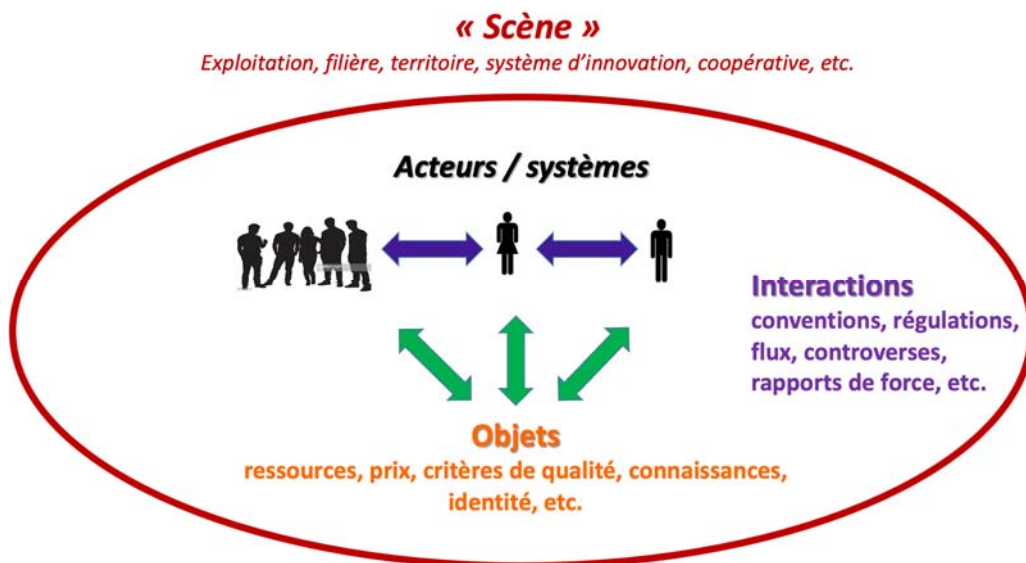 « Scène »
Exploitation, filière, territoire, système d'innovation, coopérative, etc.
Acteurs / systèmes
Interactions
conventions, régulations,
flux, controverses,
rapports de force, etc.
Objets
ressources, prix, critères de qualité, connaissances,
identité, etc.